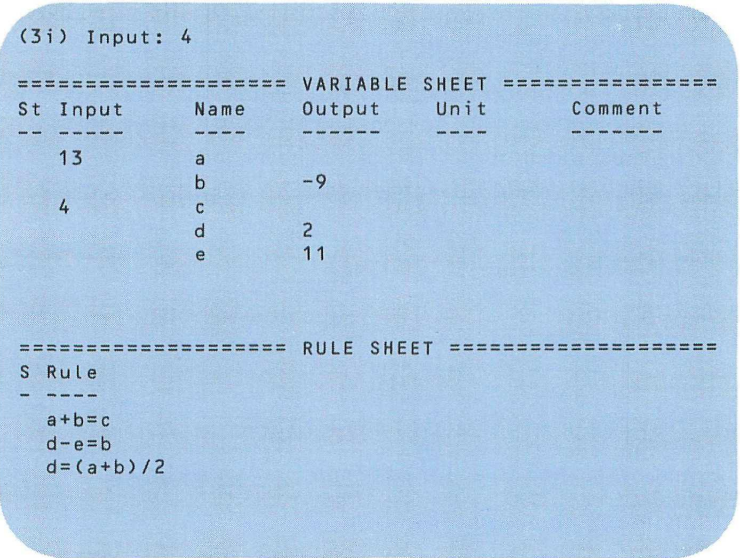 (3i) Input: 4
==================== VARIABLE SHEET ================
St Input Name Output Unit Comment
-- ----- ---- ------ ---- -------
13 a
b -9
4 c
d 2
e 11
==================== RULE SHEET ====================
S Rule
- ----
a+b=c
d-e=b
d=(a+b)/2